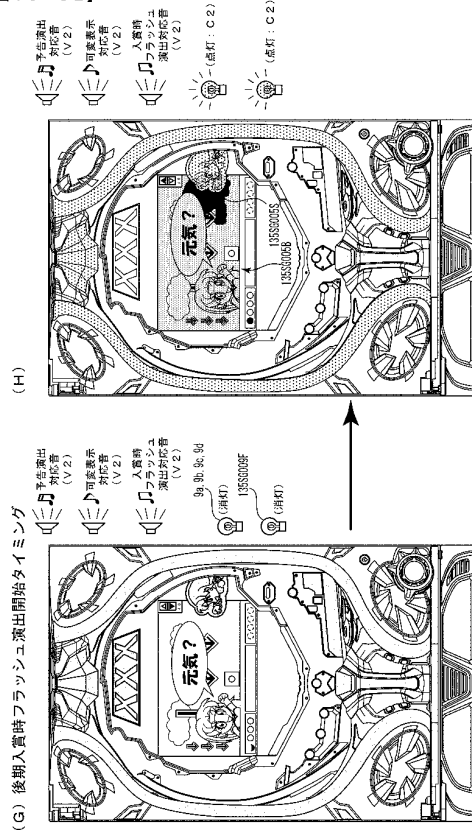 (G) 後期入賞時フラッシュ演出開始タイミング
予告演出
対応音
(V2)
可変表示
対応音
(V2)
入賞時
フラッシュ
演出対応音
(V2)
9a, 9b, 9c, 9d
(消灯)
135SG009F
(消灯)
XXX
元気?
(H)
予告演出
対応音
(V2)
可変表示
対応音
(V2)
入賞時
フラッシュ
演出対応音
(V2)
(点灯:C2)
(点灯:C2)
XXX
元気?
135SG005S
135SG005B